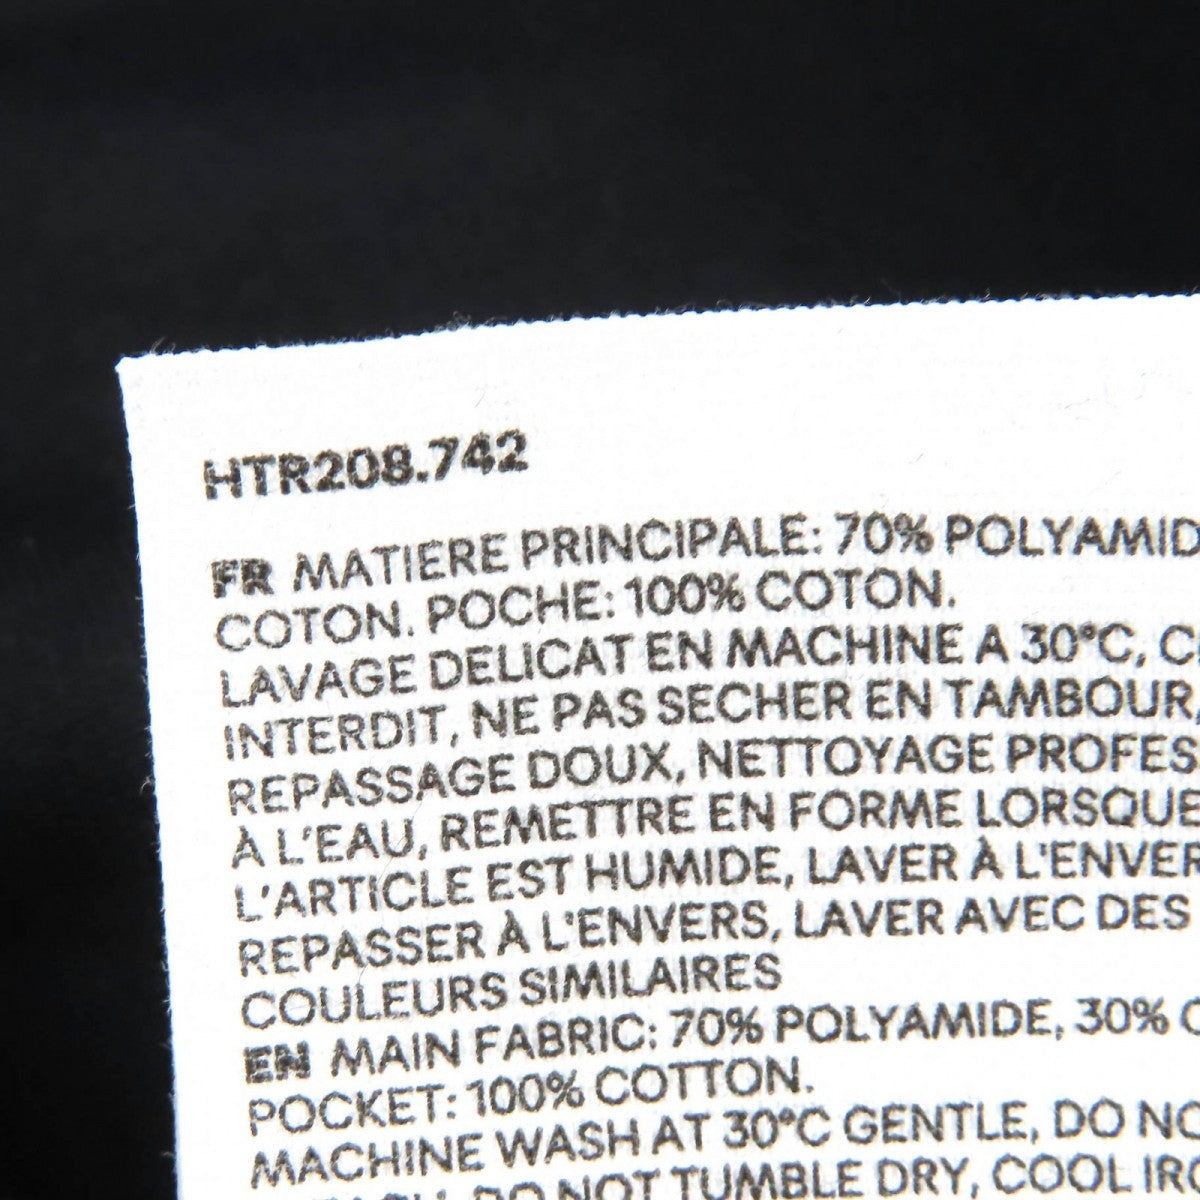 HTR208.742
FR MATIERE PRINCIPALE: 70% POLYAMID
COTON. POCHE: 100% COTON.
LAVAGE DELICAT EN MACHINE A 30°C,
INTERDIT, NE PAS SECHER EN TAMBOUR,
REPASSAGE DOUX, NETTOYAGE PROFES
À L'EAU, REMETTRE EN FORME LORSQUE
L'ARTICLE EST HUMIDE, LAVER À L'ENVER
REPASSER À L'ENVERS, LAVER AVEC DES
COULEURS SIMILAIRES
EN MAIN FABRIC: 70% POLYAMIDE, 30%
POCKET: 100% COTTON.
MACHINE WASH AT 30°C GENTLE, DO NO
DO NOT TUMBLE DRY, COOL IRO